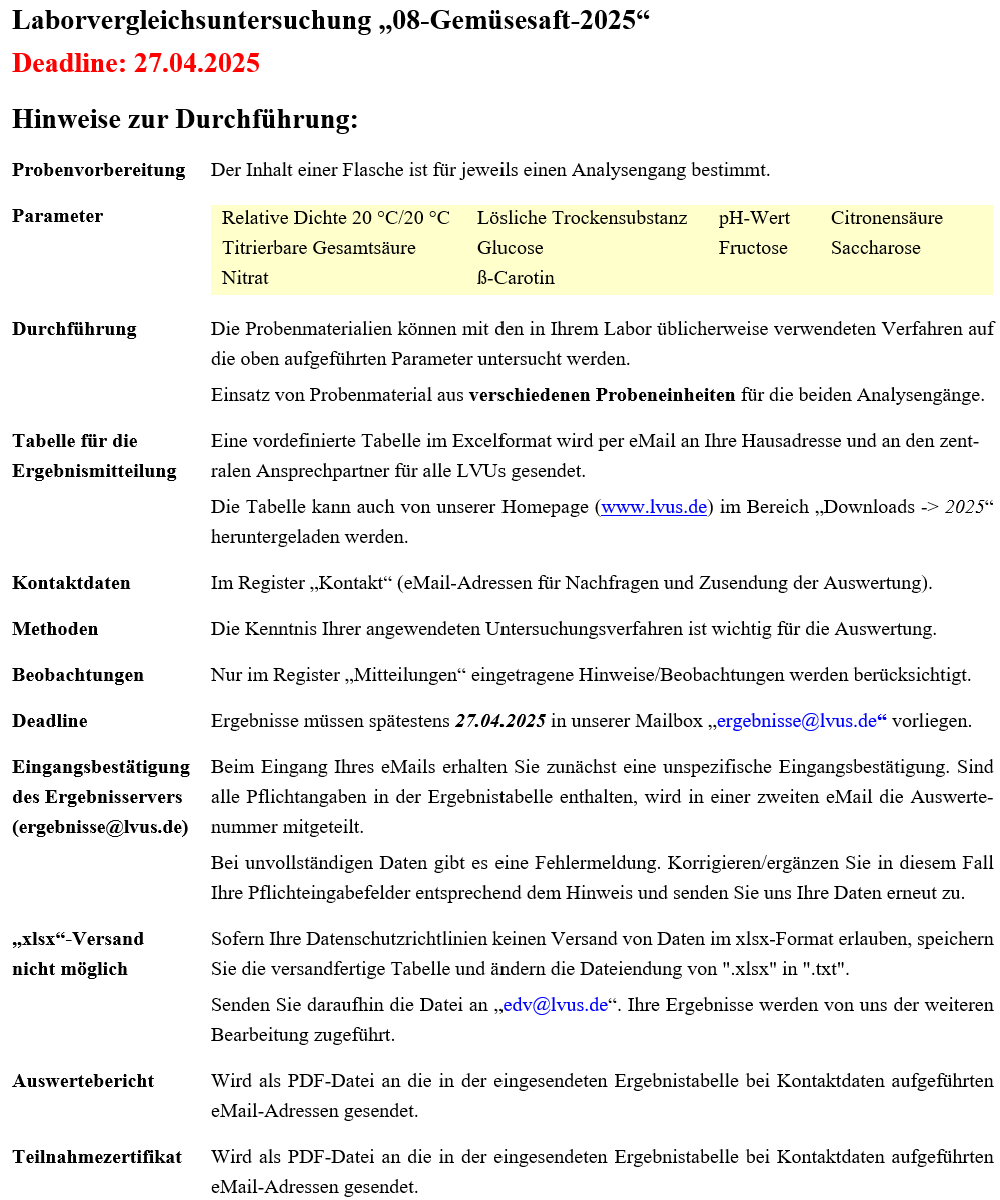 Laborvergleichsuntersuchung „08-Gemüsesaft-2025“
Deadline: 27.04.2025
Hinweise zur Durchführung:
Probenvorbereitung Der Inhalt einer Flasche ist für jeweils einen Analysengang bestimmt.
Parameter Relative Dichte 20 °C/20 °C Lösliche Trockensubstanz pH-Wert Citronensäure
Titrierbare Gesamtsäure Glucose Fructose Saccharose
Nitrat ß-Carotin
Durchführung Die Probenmaterialien können mit den in Ihrem Labor üblicherweise verwendeten Verfahren auf
die oben aufgeführten Parameter untersucht werden.
Einsatz von Probenmaterial aus verschiedenen Probeneinheiten für die beiden Analysengänge.
Tabelle für die Eine vordefinierte Tabelle im Excelformat wird per eMail an Ihre Hausadresse und an den zent-
Ergebnismitteilung ralen Ansprechpartner für alle LVUs gesendet.
Die Tabelle kann auch von unserer Homepage (www.lvus.de) im Bereich „Downloads -> 2025“
heruntergeladen werden.
Kontaktdaten Im Register „Kontakt“ (eMail-Adressen für Nachfragen und Zusendung der Auswertung).
Methoden Die Kenntnis Ihrer angewendeten Untersuchungsverfahren ist wichtig für die Auswertung.
Beobachtungen Nur im Register „Mitteilungen“ eingetragene Hinweise/Beobachtungen werden berücksichtigt.
Deadline Ergebnisse müssen spätestens 27.04.2025 in unserer Mailbox „ergebnisse@lvus.de“ vorliegen.
Eingangsbestätigung Beim Eingang Ihres eMails erhalten Sie zunächst eine unspezifische Eingangsbestätigung. Sind
des Ergebnisservers alle Pflichtangaben in der Ergebnistabelle enthalten, wird in einer zweiten eMail die Auswerte-
(ergebnisse@lvus.de) nummer mitgeteilt.
Bei unvollständigen Daten gibt es eine Fehlermeldung. Korrigieren/ergänzen Sie in diesem Fall
Ihre Pflichteingabefelder entsprechend dem Hinweis und senden Sie uns Ihre Daten erneut zu.
„xlsx“-Versand Sofern Ihre Datenschutzrichtlinien keinen Versand von Daten im xlsx-Format erlauben, speichern
nicht möglich Sie die versandfertige Tabelle und ändern die Dateiendung von ".xlsx" in ".txt".
Senden Sie daraufhin die Datei an „edv@lvus.de“. Ihre Ergebnisse werden von uns der weiteren
Bearbeitung zugeführt.
Auswertebericht Wird als PDF-Datei an die in der eingesendeten Ergebnistabelle bei Kontaktdaten aufgeführten
eMail-Adressen gesendet.
Teilnahmezertifikat Wird als PDF-Datei an die in der eingesendeten Ergebnistabelle bei Kontaktdaten aufgeführten
eMail-Adressen gesendet.